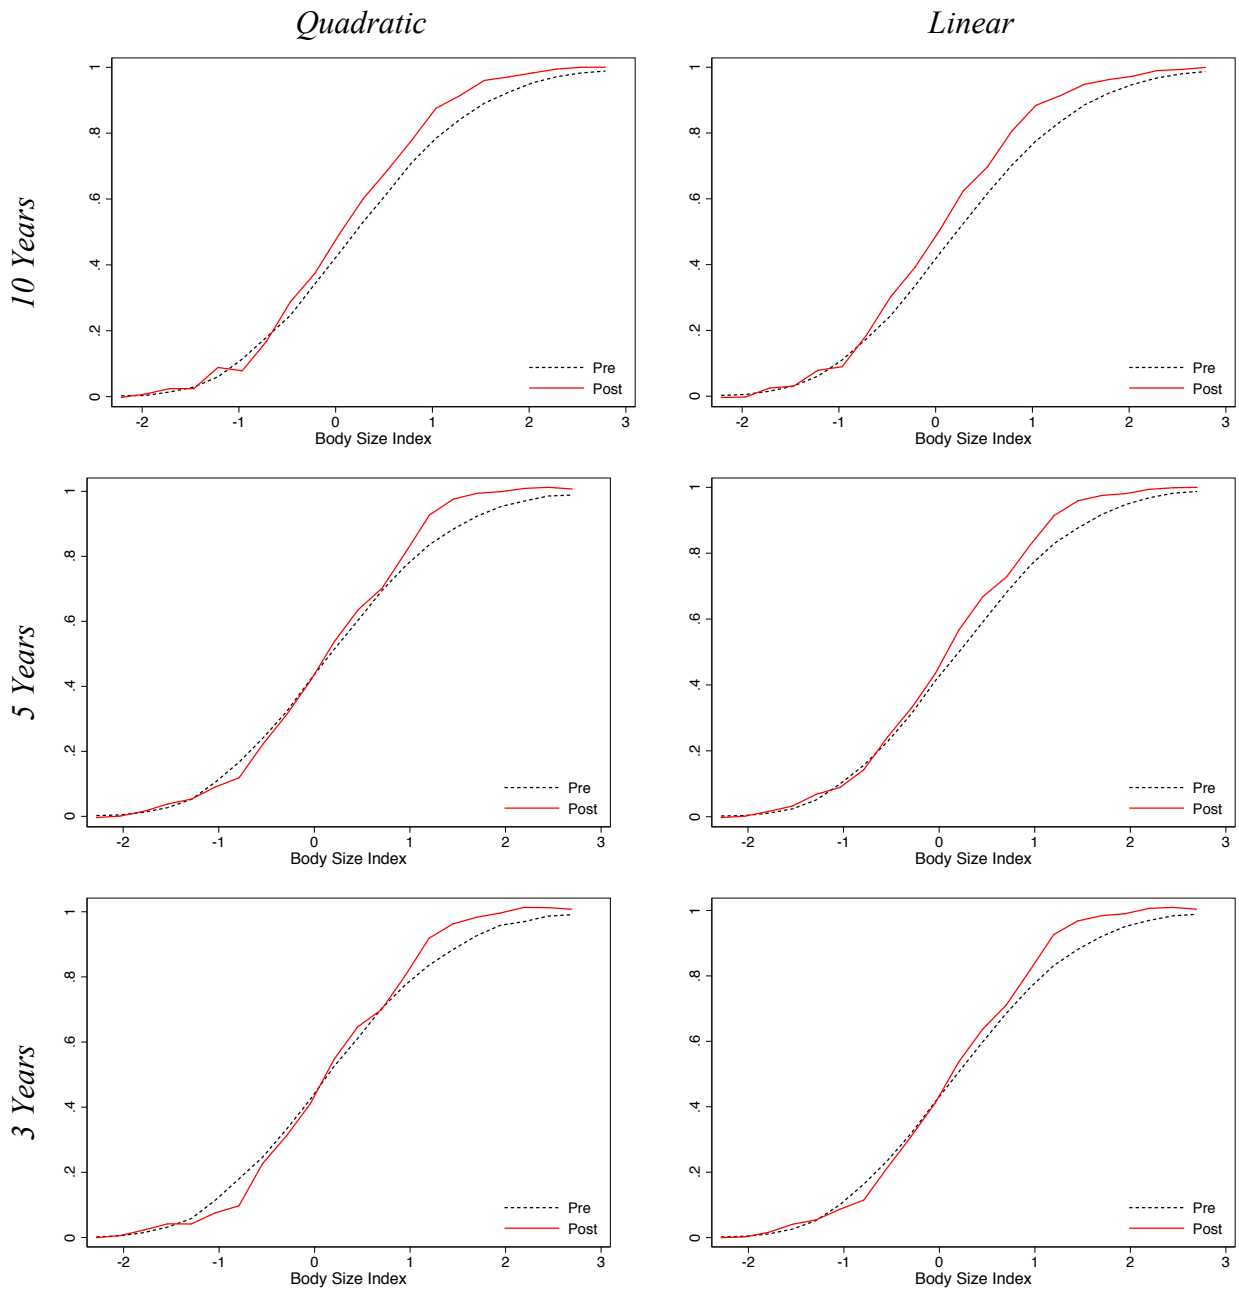 Quadratic
Linear
10 Years
1
.8
.6
.4
.2
0
Pre
Post
-2 -1 0 1 2 3
Body Size Index
1
.8
.6
.4
.2
0
Pre
Post
-2 -1 0 1 2 3
Body Size Index
5 Years
1
.8
.6
.4
.2
0
Pre
Post
-2 -1 0 1 2 3
Body Size Index
1
.8
.6
.4
.2
0
Pre
Post
-2 -1 0 1 2 3
Body Size Index
3 Years
1
.8
.6
.4
.2
0
Pre
Post
-2 -1 0 1 2 3
Body Size Index
1
.8
.6
.4
.2
0
Pre
Post
-2 -1 0 1 2 3
Body Size Index